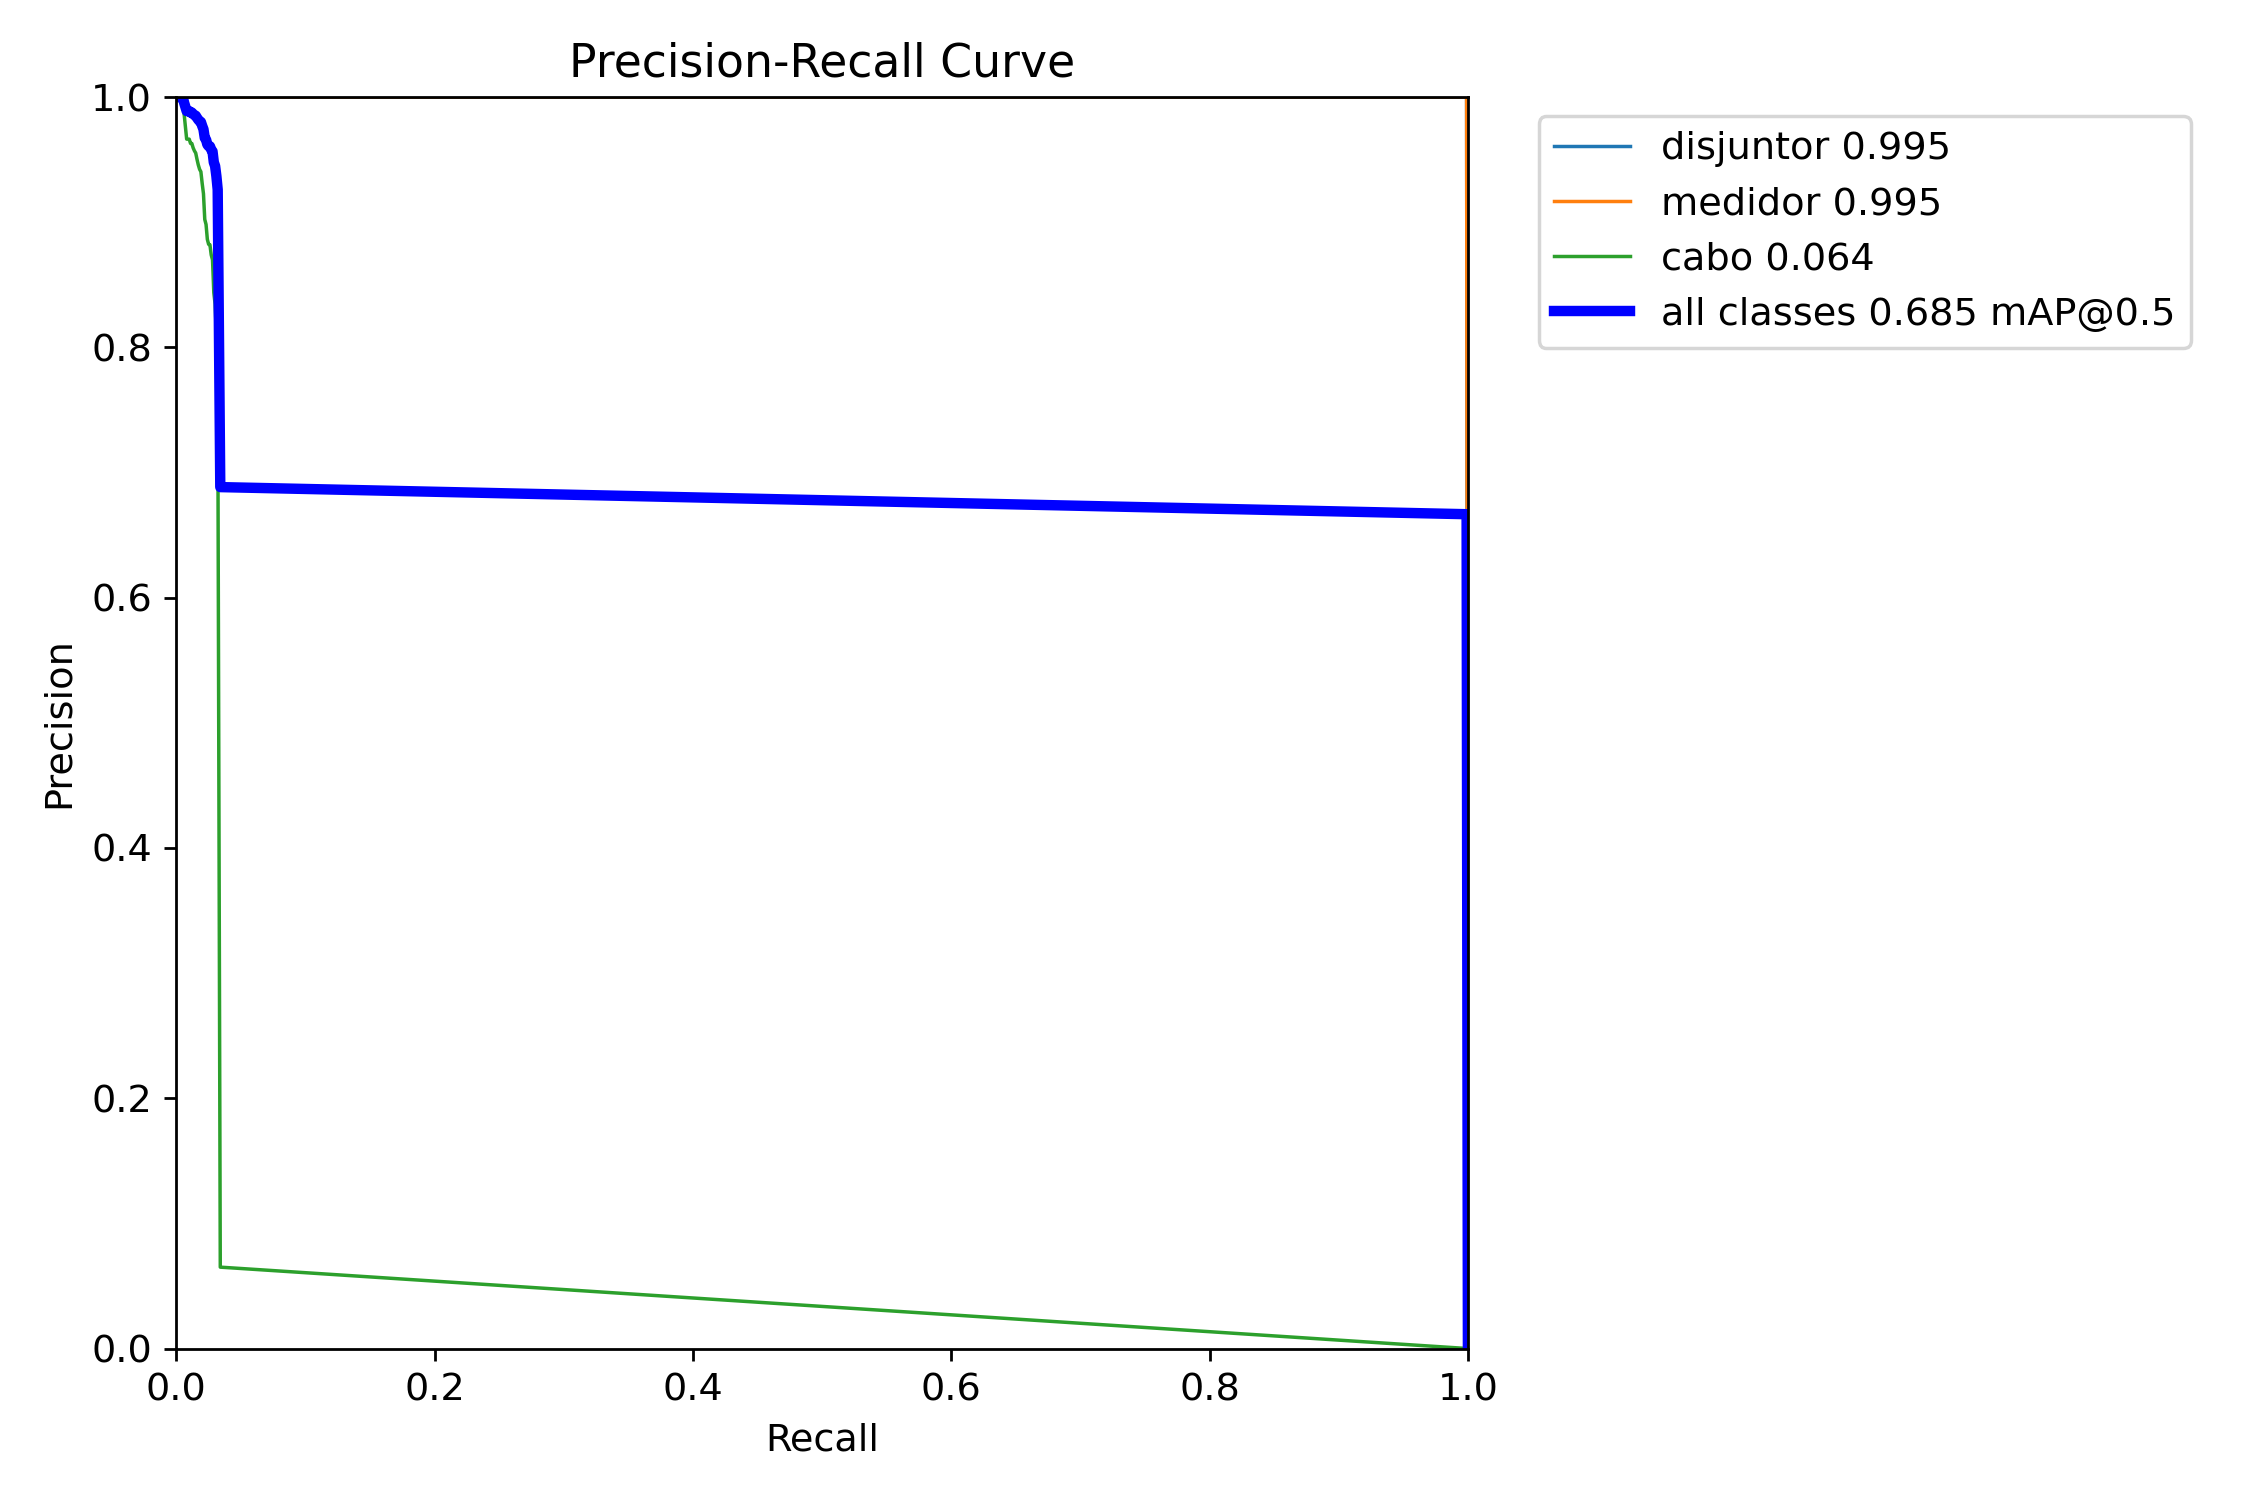 Precision-Recall Curve
1.0
0.8
0.6
0.4
0.2
0.0
Precision
0.0 0.2 0.4 0.6 0.8 1.0
Recall
disjuntor 0.995
medidor 0.995
cabo 0.064
all classes 0.685 mAP@0.5